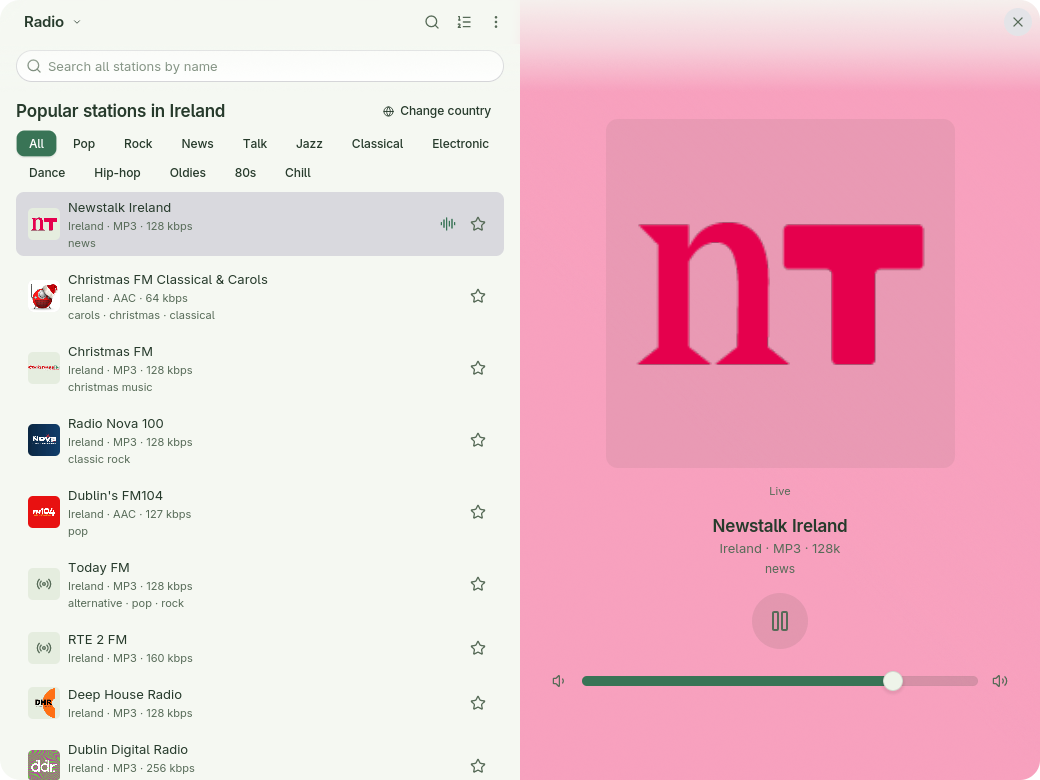 Radio
Search all stations by name
Popular stations in Ireland
Change country
All Pop Rock News Talk Jazz Classical Electronic
Dance Hip-hop Oldies 80s Chill
nT
Newstalk Ireland
Ireland · MP3 · 128 kbps
news
Christmas FM Classical & Carols
Ireland · AAC · 64 kbps
carols · christmas · classical
Christmas FM
Ireland · MP3 · 128 kbps
christmas music
NOVA
Radio Nova 100
Ireland · MP3 · 128 kbps
classic rock
FM104
Dublin's FM104
Ireland · AAC · 127 kbps
pop
Today FM
Ireland · MP3 · 128 kbps
alternative · pop · rock
RTE 2 FM
Ireland · MP3 · 160 kbps
DHR
Deep House Radio
Ireland · MP3 · 128 kbps
ddr
Dublin Digital Radio
Ireland · MP3 · 256 kbps
nT
Live
Newstalk Ireland
Ireland · MP3 · 128k
news